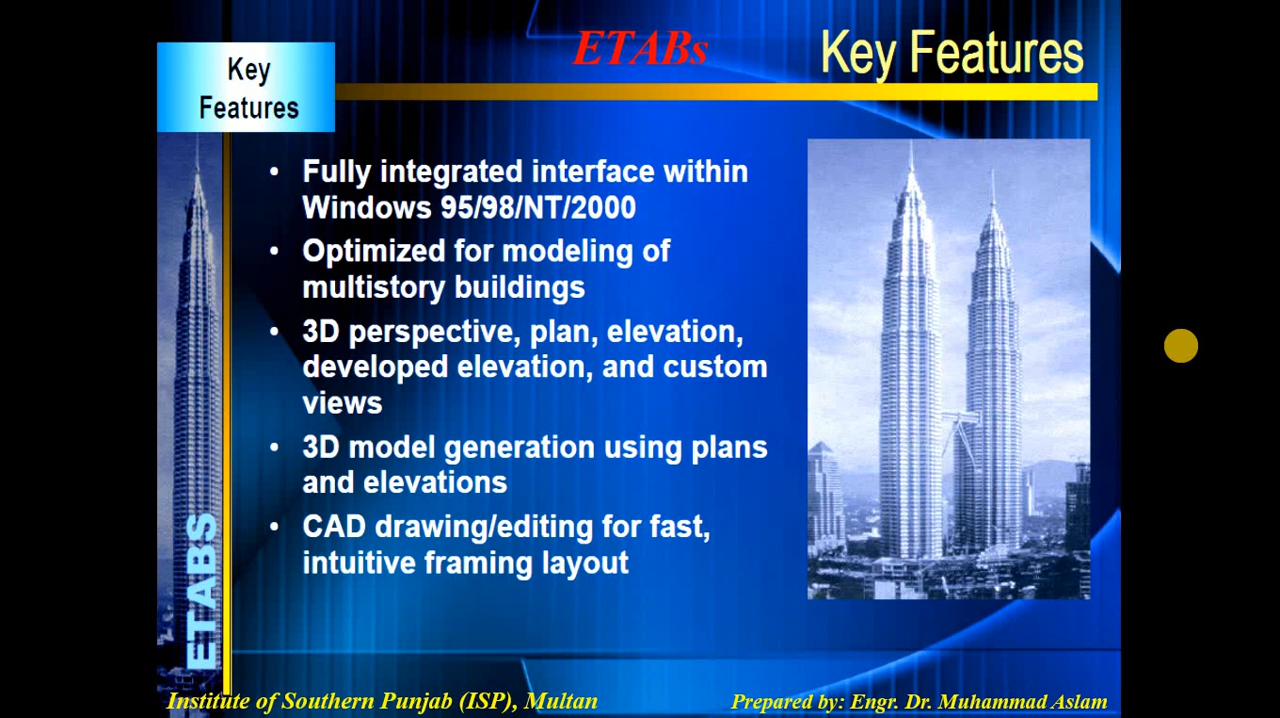 ETABs
Key Features
Key
Features
• Fully integrated interface within
Windows 95/98/NT/2000
• Optimized for modeling of
multistory buildings
• 3D perspective, plan, elevation,
developed elevation, and custom
views
• 3D model generation using plans
and elevations
• CAD drawing/editing for fast,
intuitive framing layout
ETABS
Institute of Southern Punjab (ISP), Multan
Prepared by: Engr. Dr. Muhammad Aslam